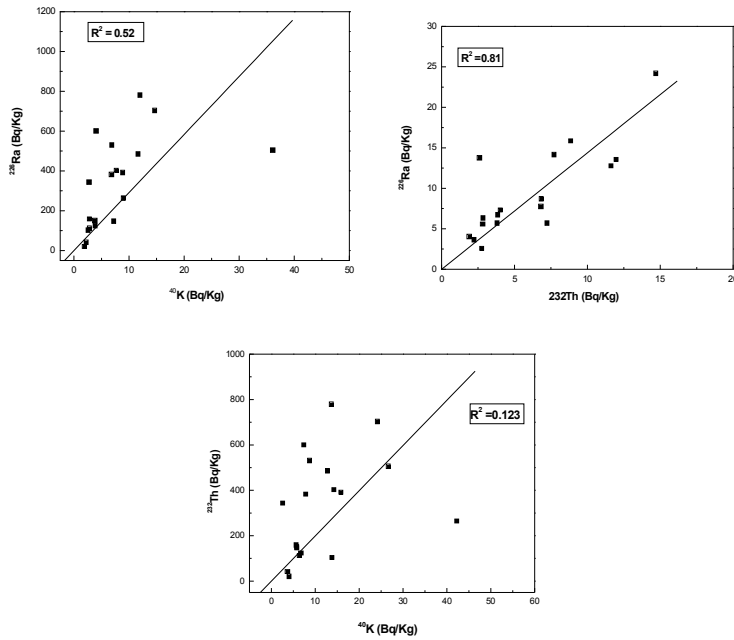 1200
1000
800
600
400
200
0
0 10 20 30 40 50
R² = 0.52
²²⁶Ra (Bq/Kg)
⁴⁰K (Bq/Kg)
30
25
20
15
10
5
0
0 5 10 15 20
R² =0.81
²²⁶Ra (Bq/Kg)
232Th (Bq/Kg)
1000
800
600
400
200
0
0 10 20 30 40 50 60
R² =0.123
²³²Th (Bq/Kg)
⁴⁰K (Bq/Kg)